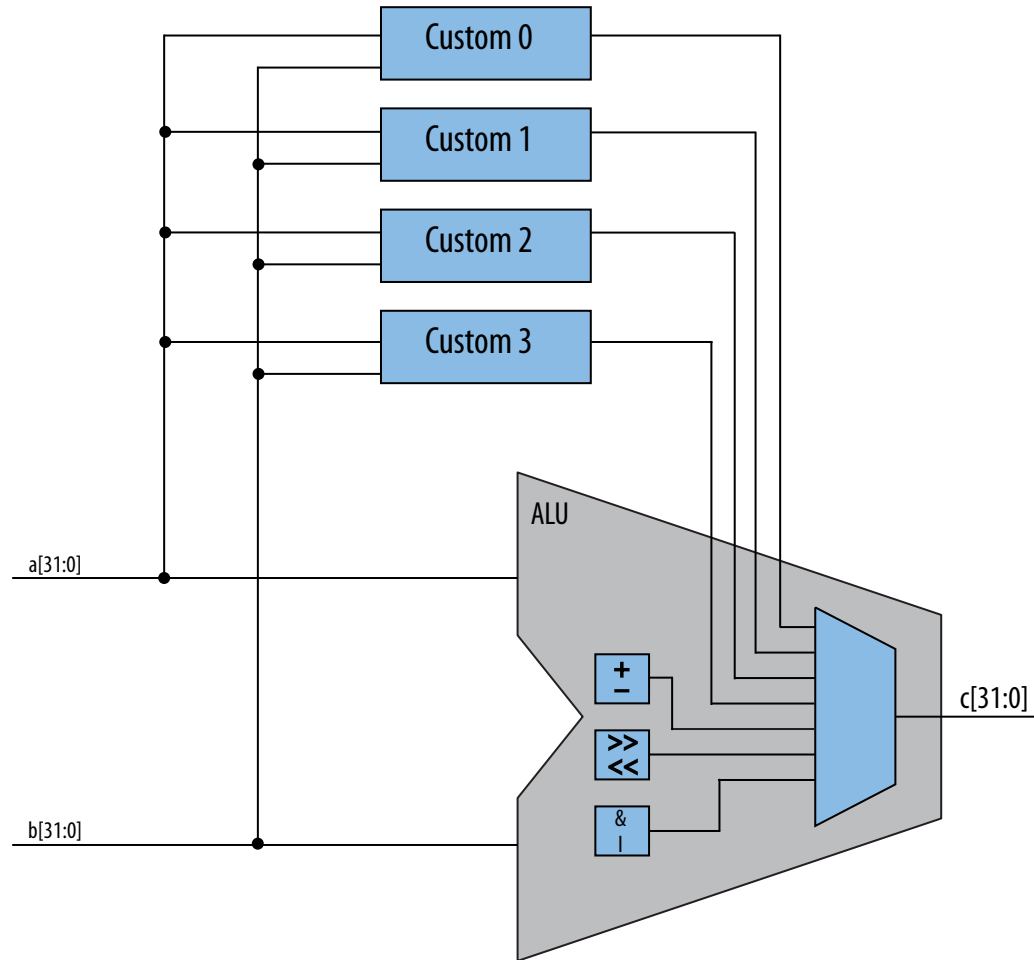 Custom 0
Custom 1
Custom 2
Custom 3
ALU
a[31:0]
+
−
>>
<<
c[31:0]
&
|
b[31:0]